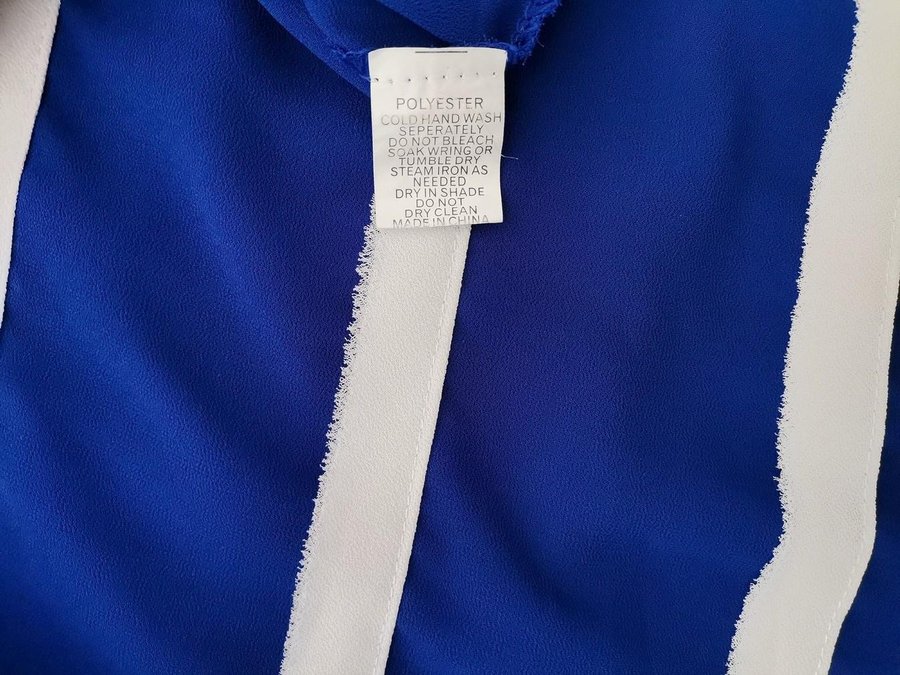 POLYESTER
COLD HAND WASH
SEPERATELY
DO NOT BLEACH
SOAK WRING OR
TUMBLE DRY
STEAM IRON AS
NEEDED
DRY IN SHADE
DO NOT
DRY CLEAN
MADE IN CHINA